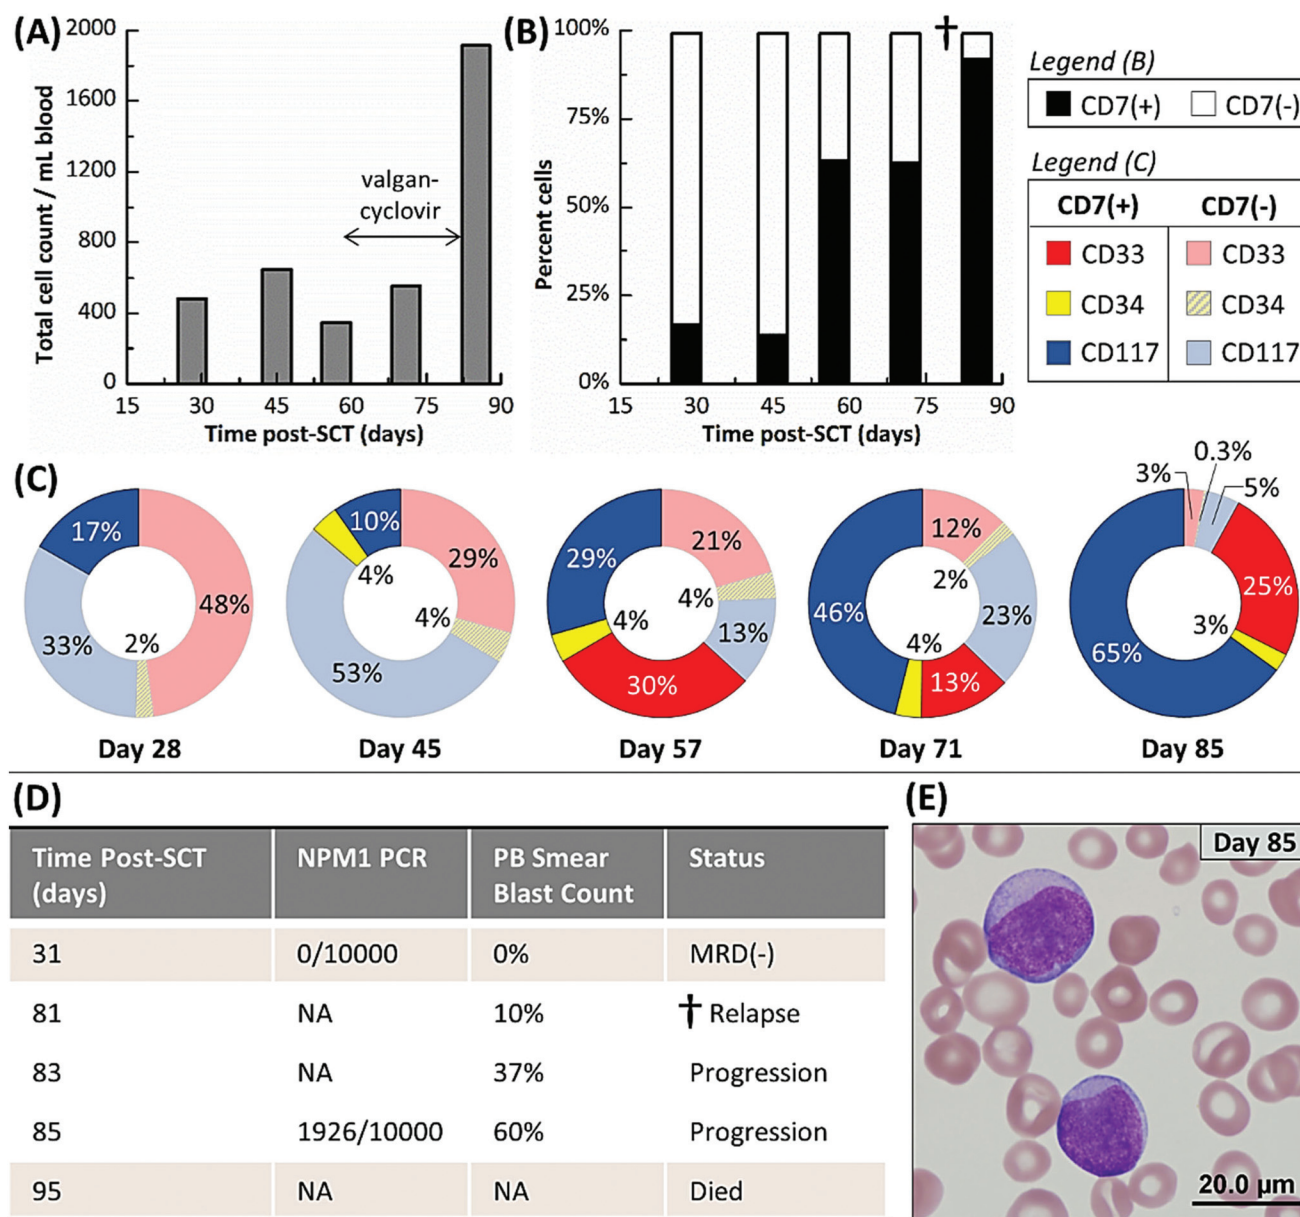 (A)
2000
1600
1200
800
400
0
Total cell count / mL blood
valgan-
cyclovir
15 30 45 60 75 90
Time post-SCT (days)
(B)
100%
75%
50%
25%
0%
Percent cells
†
15 30 45 60 75 90
Time post-SCT (days)
Legend (B)
CD7(+) CD7(-)
Legend (C)
CD7(+) CD7(-)
CD33 CD33
CD34 CD34
CD117 CD117
(C)
17%
48%
33%
2%
Day 28
10%
4%
29%
4%
53%
Day 45
29%
21%
4%
4%
13%
30%
Day 57
12%
2%
46%
23%
4%
13%
Day 71
0.3%
3%
5%
25%
3%
65%
Day 85
(D)
Time Post-SCT NPM1 PCR PB Smear Status
(days) Blast Count
31 0/10000 0% MRD(-)
81 NA 10% † Relapse
83 NA 37% Progression
85 1926/10000 60% Progression
95 NA NA Died
(E)
Day 85
20.0 μm